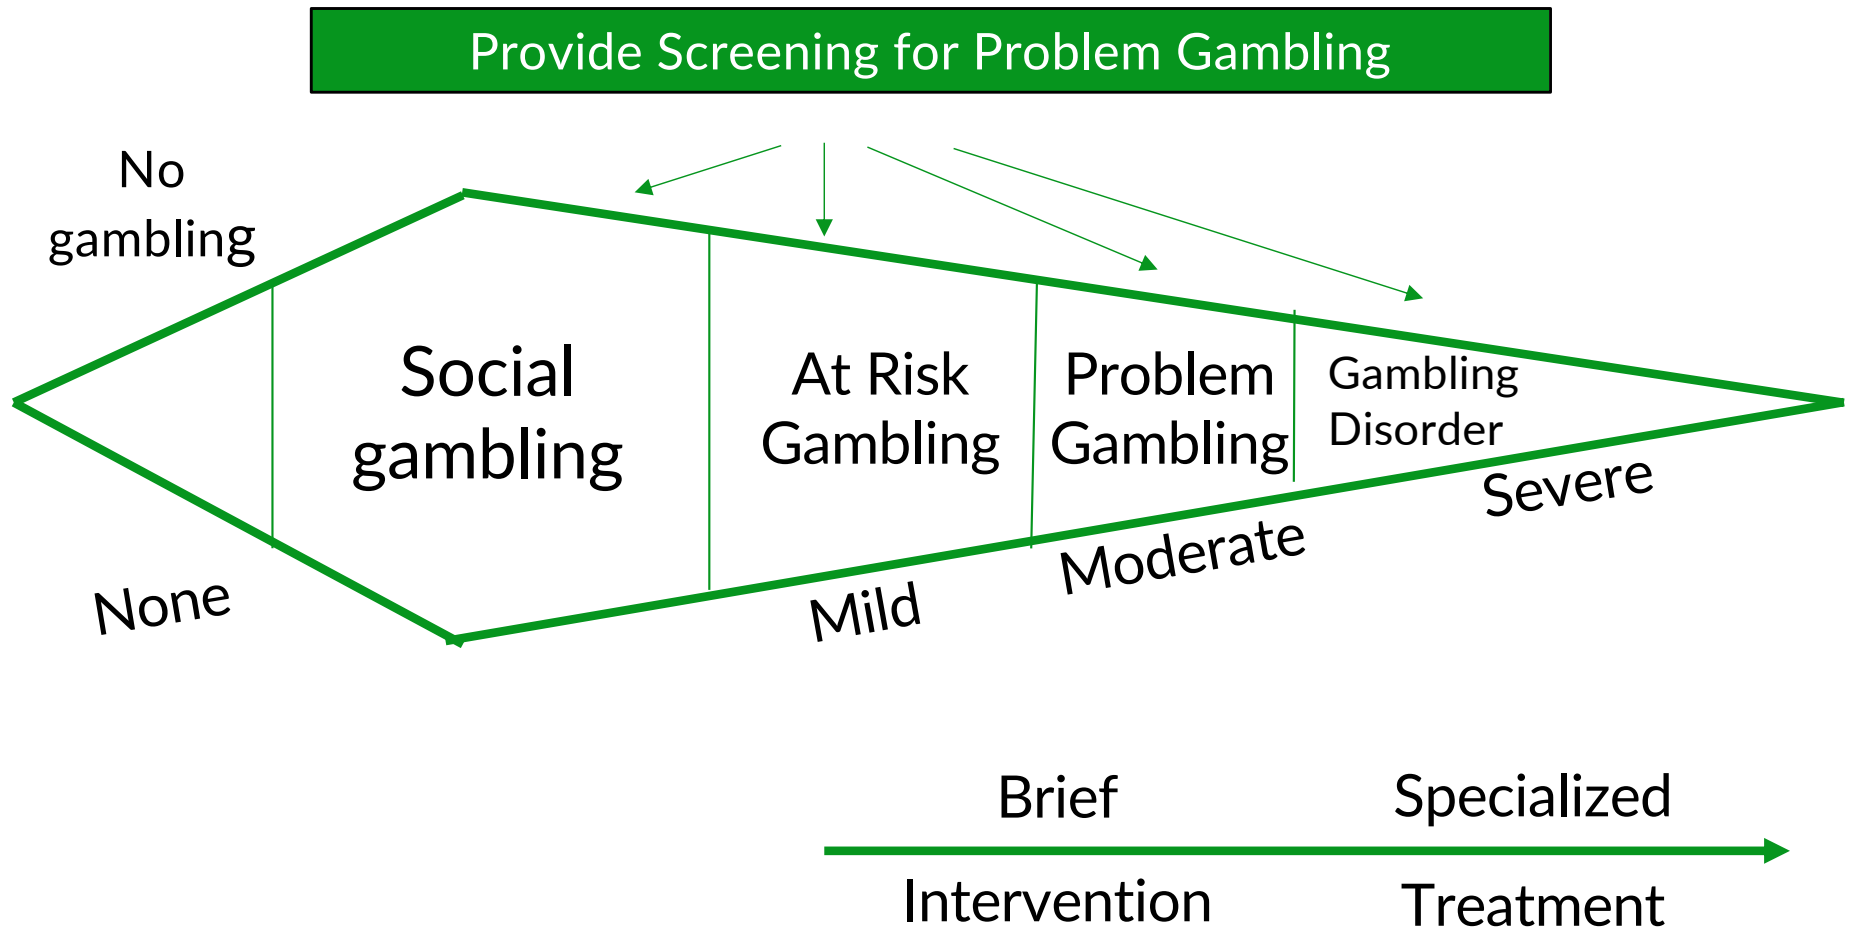 Provide Screening for Problem Gambling
No
gambling
Social
gambling
At Risk
Gambling
Problem
Gambling
Gambling
Disorder
None
Mild
Moderate
Severe
Brief
Intervention
Specialized
Treatment